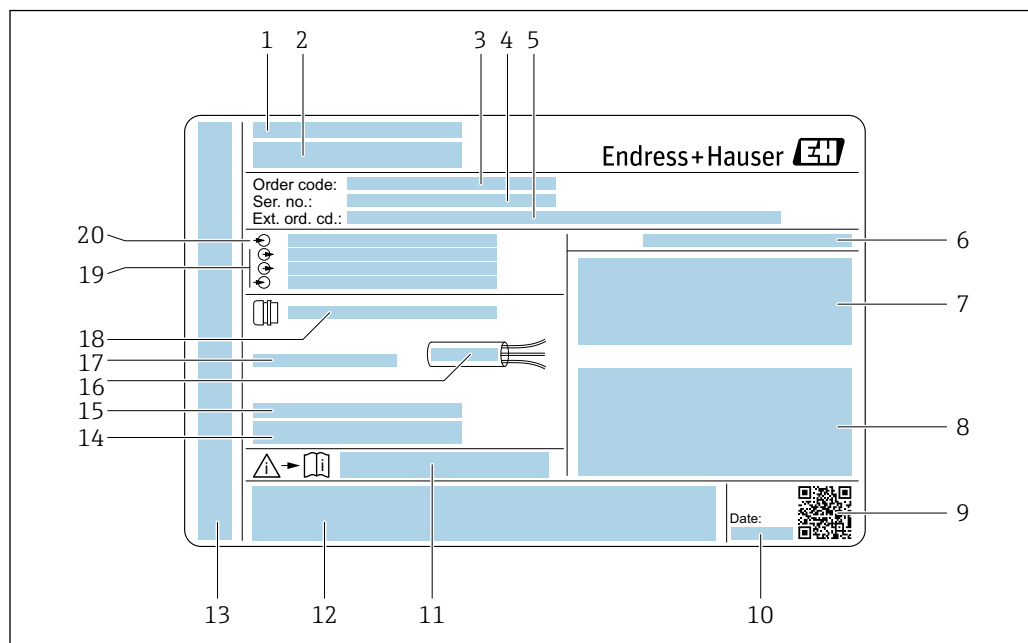 1 2 3 4 5
Endress+Hauser EH
Order code:
Ser. no.:
Ext. ord. cd.:
20
6
19
7
18
17
16
15
14
8
i i
9
Date:
13 12 11 10